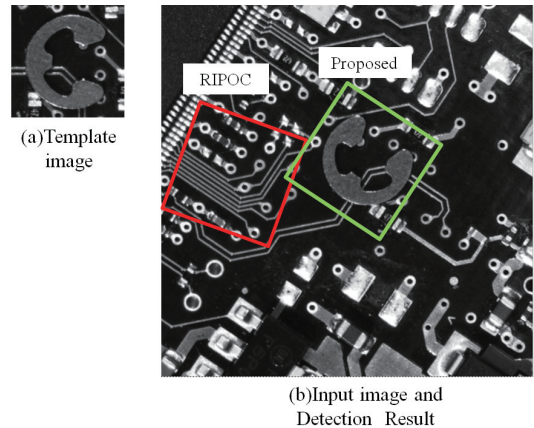 RIPOC
Proposed
(a)Template
image
(b)Input image and
Detection Result